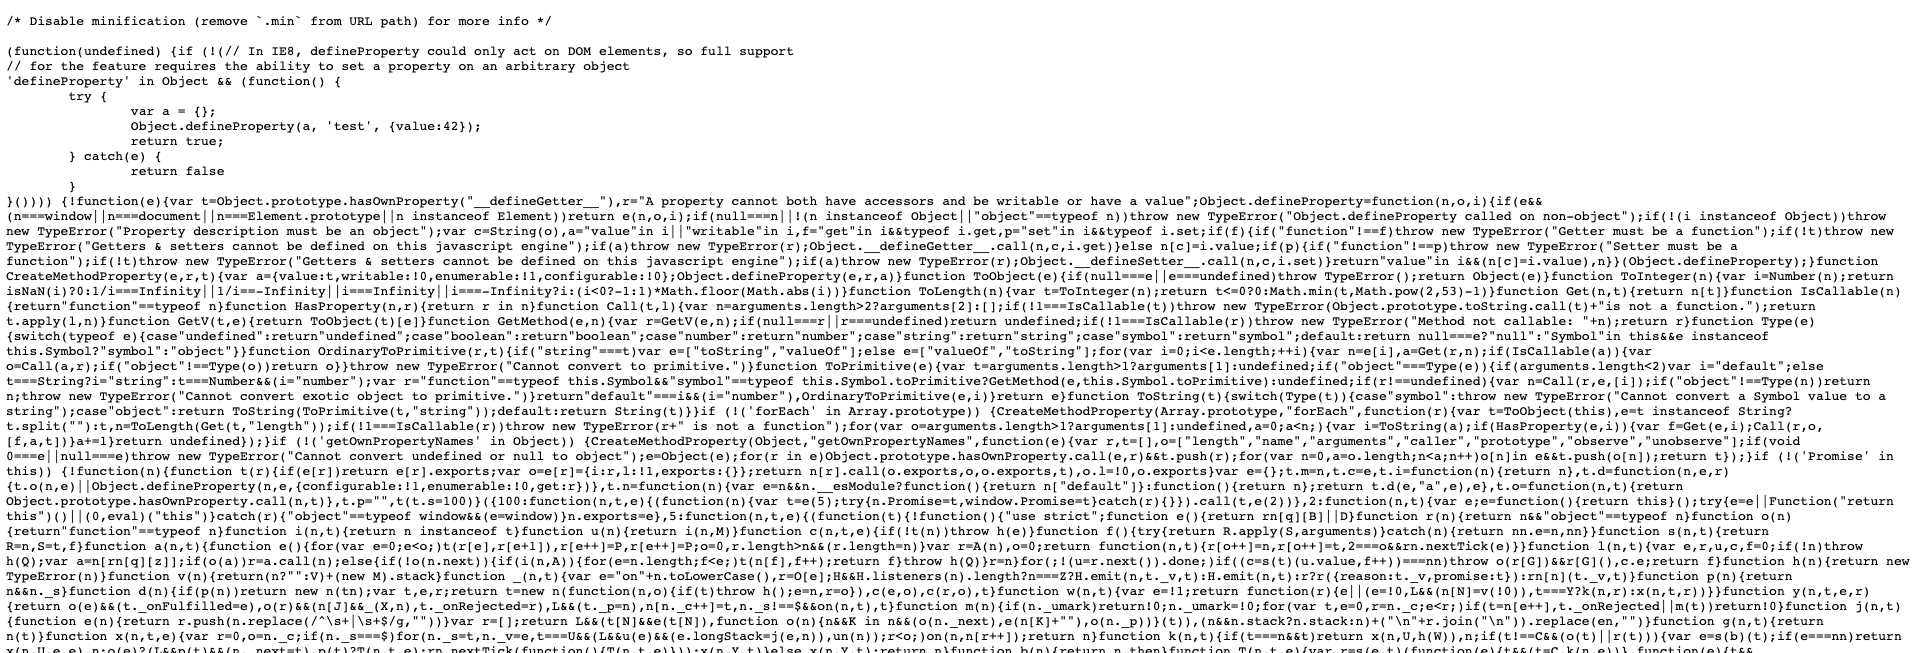 /* Disable minification (remove `.min` from URL path) for more info */

(function(undefined) {if (!(// In IE8, defineProperty could only act on DOM elements, so full support
// for the feature requires the ability to set a property on an arbitrary object
'defineProperty' in Object && (function() {
	try {
		var a = {};
		Object.defineProperty(a, 'test', {value:42});
		return true;
	} catch(e) {
		return false
	}
}()))) {!function(e){var t=Object.prototype.hasOwnProperty("__defineGetter__"),r="A property cannot both have accessors and be writable or have a value";Object.defineProperty=function(n,o,i){if(e&&
(n===window||n===document||n===Element.prototype||n instanceof Element))return e(n,o,i);if(null===n||!(n instanceof Object||"object"==typeof n))throw new TypeError("Object.defineProperty called on non-object");if(!(i instanceof Object))throw
new TypeError("Property description must be an object");var c=String(o),a="value"in i||"writable"in i,f="get"in i&&typeof i.get,p="set"in i&&typeof i.set;if(f){if("function"!==f)throw new TypeError("Getter must be a function");if(!t)throw new
TypeError("Getters & setters cannot be defined on this javascript engine");if(a)throw new TypeError(r);Object.__defineGetter__.call(n,c,i.get)}else n[c]=i.value;if(p){if("function"!==p)throw new TypeError("Setter must be a
function");if(!t)throw new TypeError("Getters & setters cannot be defined on this javascript engine");if(a)throw new TypeError(r);Object.__defineSetter__.call(n,c,i.set)}return"value"in i&&(n[c]=i.value),n}}(Object.defineProperty);}function
CreateMethodProperty(e,r,t){var a={value:t,writable:!0,enumerable:!1,configurable:!0};Object.defineProperty(e,r,a)}function ToObject(e){if(null===e||e===undefined)throw TypeError();return Object(e)}function ToInteger(n){var i=Number(n);return
isNaN(i)?0:1/i===Infinity||1/i==-Infinity||i===Infinity||i===-Infinity?i:(i<0?-1:1)*Math.floor(Math.abs(i))}function ToLength(n){var t=ToInteger(n);return t<=0?0:Math.min(t,Math.pow(2,53)-1)}function Get(n,t){return n[t]}function IsCallable(n)
{return"function"==typeof n}function HasProperty(n,r){return r in n}function Call(t,l){var n=arguments.length>2?arguments[2]:[];if(!1===IsCallable(t))throw new TypeError(Object.prototype.toString.call(t)+"is not a function.");return
t.apply(l,n)}function GetV(t,e){return ToObject(t)[e]}function GetMethod(e,n){var r=GetV(e,n);if(null===r||r===undefined)return undefined;if(!1===IsCallable(r))throw new TypeError("Method not callable: "+n);return r}function Type(e)
{switch(typeof e){case"undefined":return"undefined";case"boolean":return"boolean";case"number":return"number";case"string":return"string";case"symbol":return"symbol";default:return null===e?"null":"Symbol"in this&&e instanceof
this.Symbol?"symbol":"object"}}function OrdinaryToPrimitive(r,t){if("string"===t)var e=["toString","valueOf"];else e=["valueOf","toString"];for(var i=0;i<e.length;++i){var n=e[i],a=Get(r,n);if(IsCallable(a)){var
o=Call(a,r);if("object"!==Type(o))return o}}throw new TypeError("Cannot convert to primitive.")}function ToPrimitive(e){var t=arguments.length>1?arguments[1]:undefined;if("object"===Type(e)){if(arguments.length<2)var i="default";else
t===String?i="string":t===Number&&(i="number");var r="function"==typeof this.Symbol&&"symbol"==typeof this.Symbol.toPrimitive?GetMethod(e,this.Symbol.toPrimitive):undefined;if(r!==undefined){var n=Call(r,e,[i]);if("object"!==Type(n))return
n;throw new TypeError("Cannot convert exotic object to primitive.")}return"default"===i&&(i="number"),OrdinaryToPrimitive(e,i)}return e}function ToString(t){switch(Type(t)){case"symbol":throw new TypeError("Cannot convert a Symbol value to a
string");case"object":return ToString(ToPrimitive(t,"string"));default:return String(t)}}if (!('forEach' in Array.prototype)) {CreateMethodProperty(Array.prototype,"forEach",function(r){var t=ToObject(this),e=t instanceof String?
t.split(""):t,n=ToLength(Get(t,"length"));if(!1===IsCallable(r))throw new TypeError(r+" is not a function");for(var o=arguments.length>1?arguments[1]:undefined,a=0;a<n;){var i=ToString(a);if(HasProperty(e,i)){var f=Get(e,i);Call(r,o,
[f,a,t])}a+=1}return undefined});}if (!('getOwnPropertyNames' in Object)) {CreateMethodProperty(Object,"getOwnPropertyNames",function(e){var r,t=[],o=["length","name","arguments","caller","prototype","observe","unobserve"];if(void
0===e||null===e)throw new TypeError("Cannot convert undefined or null to object");e=Object(e);for(r in e)Object.prototype.hasOwnProperty.call(e,r)&&t.push(r);for(var n=0,a=o.length;n<a;n++)o[n]in e&&t.push(o[n]);return t});}if (!('Promise' in
this)) {!function(n){function t(r){if(e[r])return e[r].exports;var o=e[r]={i:r,l:!1,exports:{}};return n[r].call(o.exports,o,o.exports,t),o.l=!0,o.exports}var e={};t.m=n,t.c=e,t.i=function(n){return n},t.d=function(n,e,r)
{t.o(n,e)||Object.defineProperty(n,e,{configurable:!1,enumerable:!0,get:r})},t.n=function(n){var e=n&&n.__esModule?function(){return n["default"]}:function(){return n};return t.d(e,"a",e),e},t.o=function(n,t){return
Object.prototype.hasOwnProperty.call(n,t)},t.p="",t(t.s=100)}({100:function(n,t,e){(function(n){var t=e(5);try{n.Promise=t,window.Promise=t}catch(r){}}).call(t,e(2))},2:function(n,t){var e;e=function(){return this}();try{e=e||Function("return
this")()||(0,eval)("this")}catch(r){"object"==typeof window&&(e=window)}n.exports=e},5:function(n,t,e){(function(t){!function(){"use strict";function e(){return rn[q][B]||D}function r(n){return n&&"object"==typeof n}function o(n)
{return"function"==typeof n}function i(n,t){return n instanceof t}function u(n){return i(n,M)}function c(n,t,e){if(!t(n))throw h(e)}function f(){try{return R.apply(S,arguments)}catch(n){return nn.e=n,nn}}function s(n,t){return
R=n,S=t,f}function a(n,t){function e(){for(var e=0;e<o;)t(r[e],r[e+1]),r[e++]=P,r[e++]=P;o=0,r.length>n&&(r.length=n)}var r=A(n),o=0;return function(n,t){r[o++]=n,r[o++]=t,2===o&&rn.nextTick(e)}}function l(n,t){var e,r,u,c,f=0;if(!n)throw
h(Q);var a=n[rn[q][z]];if(o(a))r=a.call(n);else{if(!o(n.next)){if(i(n,A)){for(e=n.length;f<e;)t(n[f],f++);return f}throw h(Q)}r=n}for(;!(u=r.next()).done;)if((c=s(t)(u.value,f++))===nn)throw o(r[G])&&r[G](),c.e;return f}function h(n){return new
TypeError(n)}function v(n){return(n?"":V)+(new M).stack}function _(n,t){var e="on"+n.toLowerCase(),r=O[e];H&&H.listeners(n).length?n===Z?H.emit(n,t._v,t):H.emit(n,t):r?r({reason:t._v,promise:t}):rn[n](t._v,t)}function p(n){return
n&&n._s}function d(n){if(p(n))return new n(tn);var t,e,r;return t=new n(function(n,o){if(t)throw h();e=n,r=o}),c(e,o),c(r,o),t}function w(n,t){var e=!1;return function(r){e||(e=!0,L&&(n[N]=v(!0)),t===Y?k(n,r):x(n,t,r))}}function y(n,t,e,r)
{return o(e)&&(t._onFulfilled=e),o(r)&&(n[J]&&_(X,n),t._onRejected=r),L&&(t._p=n),n[n._c++]=t,n._s!==$&&on(n,t),t}function m(n){if(n._umark)return!0;n._umark=!0;for(var t,e=0,r=n._c;e<r;)if(t=n[e++],t._onRejected||m(t))return!0}function j(n,t)
{function e(n){return r.push(n.replace(/^\s+|\s+$/g,""))}var r=[];return L&&(t[N]&&e(t[N]),function o(n){n&&K in n&&(o(n._next),e(n[K]+""),o(n._p))}(t)),(n&&n.stack?n.stack:n)+("\n"+r.join("\n")).replace(en,"")}function g(n,t){return
n(t)}function x(n,t,e){var r=0,o=n._c;if(n._s===$)for(n._s=t,n._v=e,t===U&&(L&&u(e)&&(e.longStack=j(e,n)),un(n));r<o;)on(n,n[r++]);return n}function k(n,t){if(t===n&&t)return x(n,U,h(W)),n;if(t!==C&&(o(t)||r(t))){var e=s(b)(t);if(e===nn)return